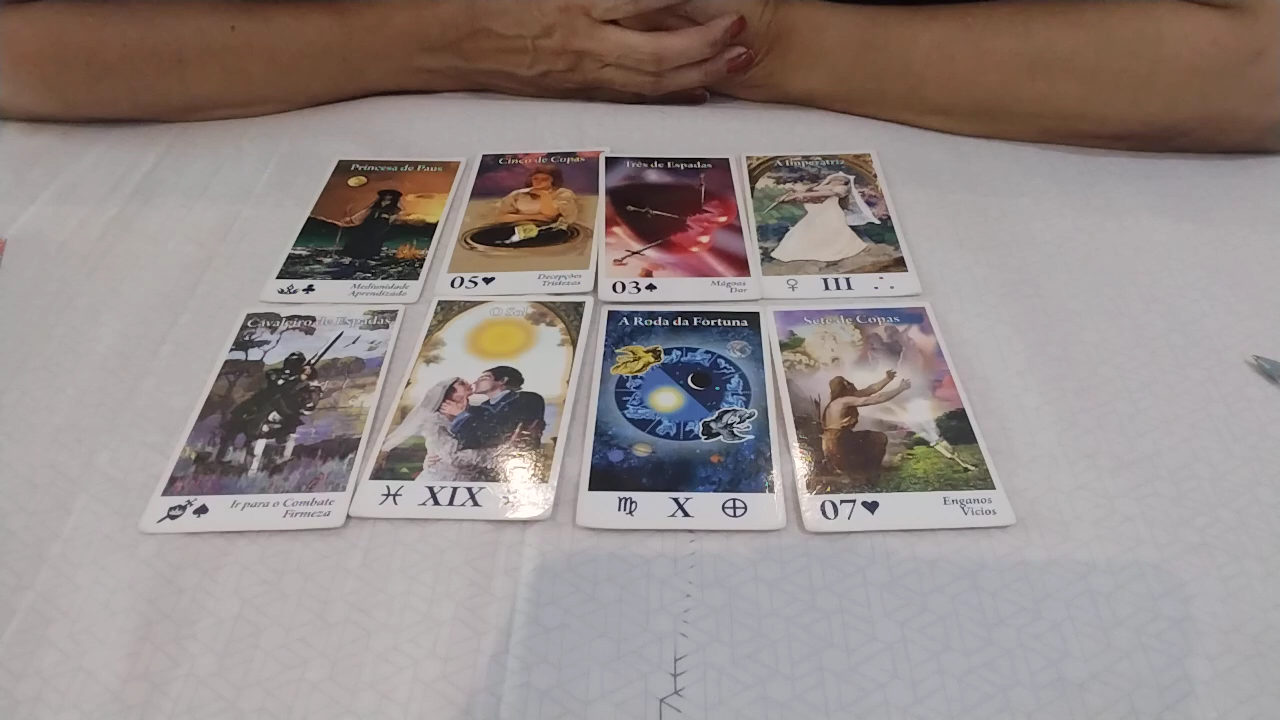 Princesa de Paus
Mediunidade
Aprendizado
Cinco de Copas
05
Decepções
Tristezas
Três de Espadas
03
Mágoas
Dor
A Imperatriz
III
Cavaleiro de Espadas
Ir para o Combate
Firmeza
O Sol
XIX
A Roda da Fortuna
X
Sete de Copas
07
Enganos
Vícios